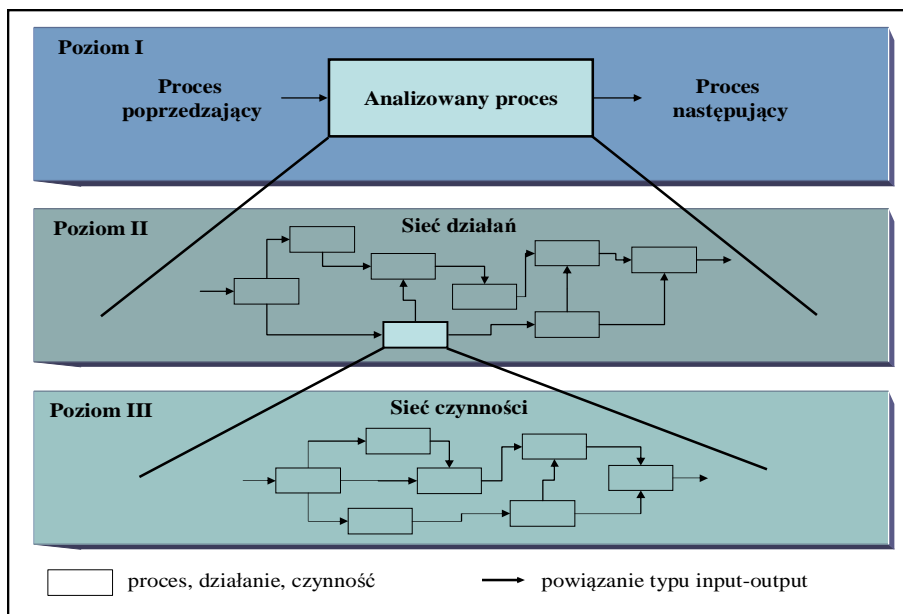 Poziom I
Proces
poprzedzający
Analizowany proces
Proces
następujący
Poziom II
Sieć działań
Poziom III
Sieć czynności
proces, działanie, czynność
powiązanie typu input-output